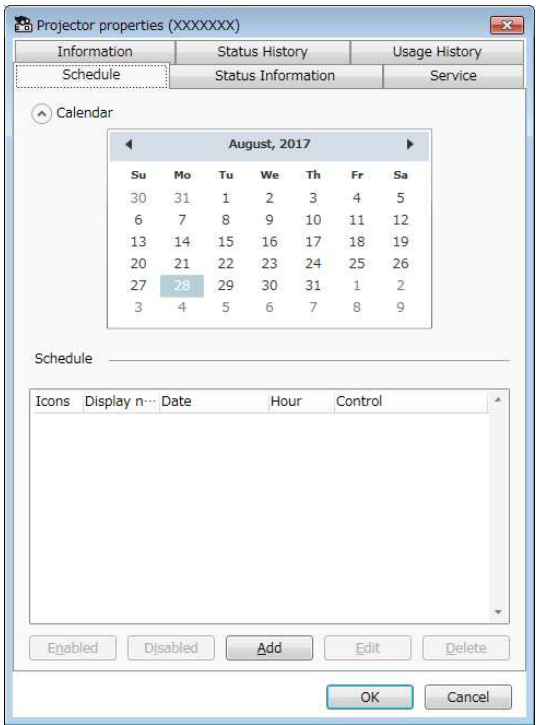 Projector properties (XXXXXXX)
Information Status History Usage History
Schedule Status Information Service
Calendar
August, 2017
Su Mo Tu We Th Fr Sa
30 31 1 2 3 4 5
6 7 8 9 10 11 12
13 14 15 16 17 18 19
20 21 22 23 24 25 26
27 28 29 30 31 1 2
3 4 5 6 7 8 9
Schedule
Icons Display n··· Date Hour Control
Enabled Disabled Add Edit Delete
OK Cancel